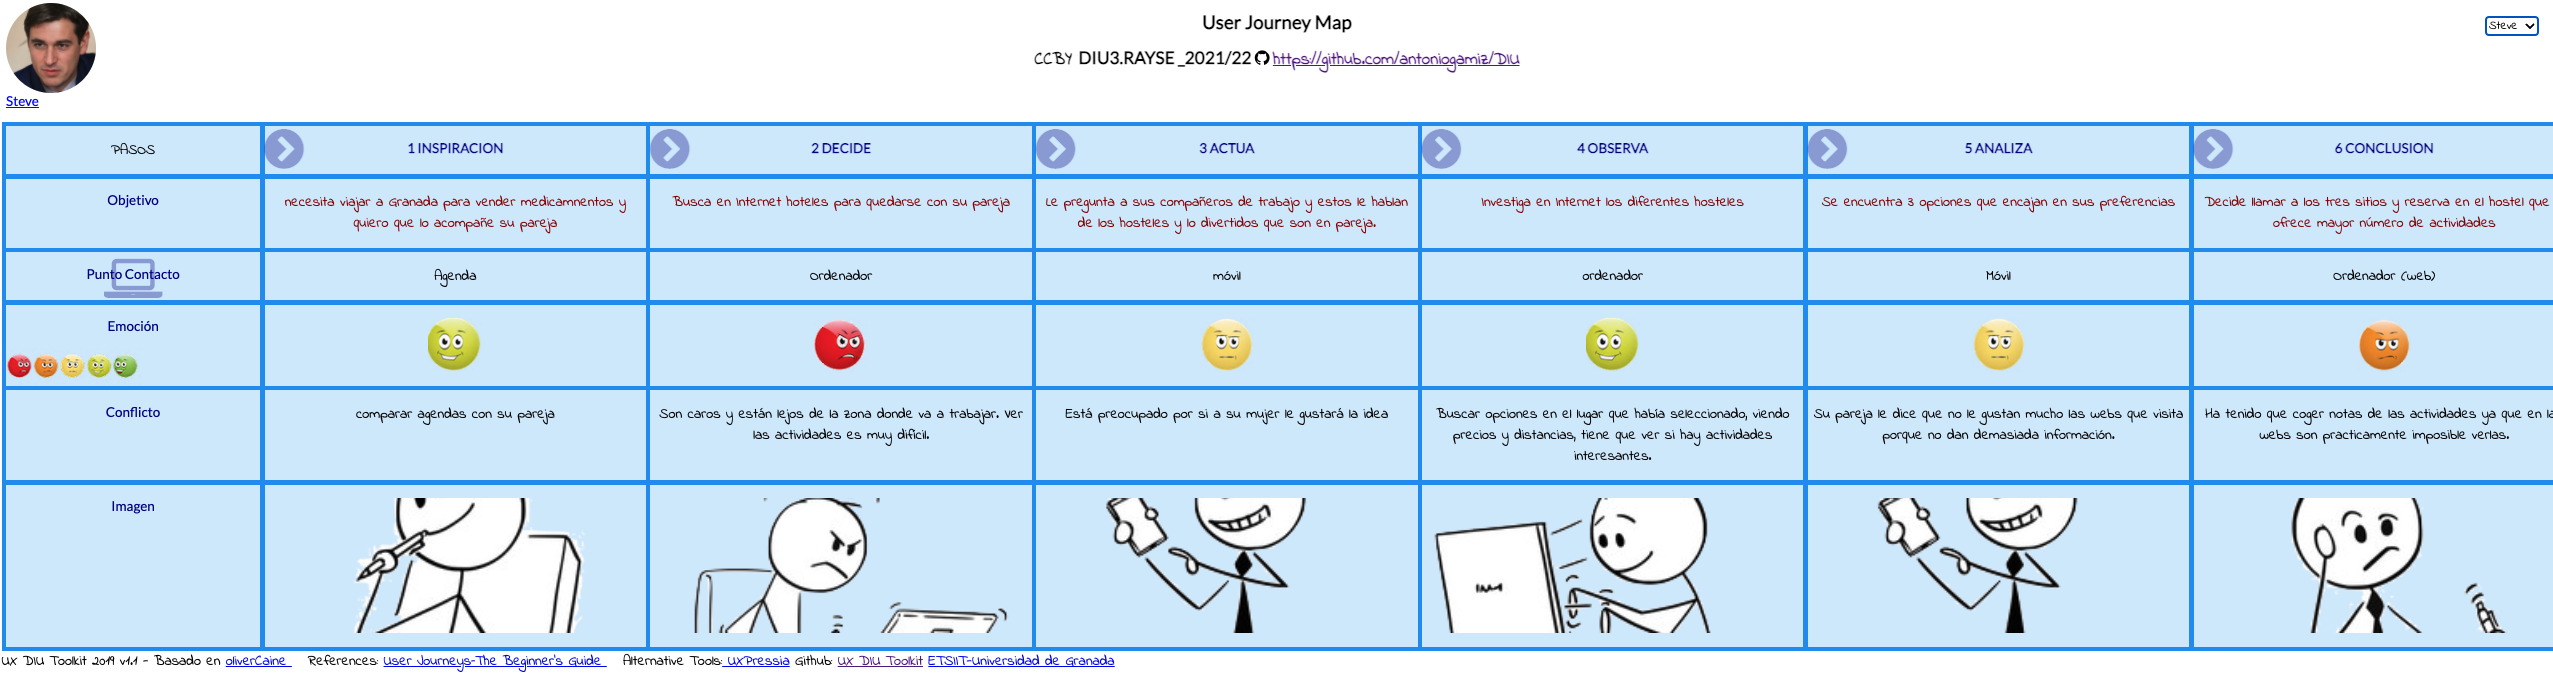 User Journey Map
Steve
CCBY DIU3.RAYSE_2021/22 https://github.com/antoniogamiz/DIU
Steve
PASOS
1 INSPIRACION
2 DECIDE
3 ACTUA
4 OBSERVA
5 ANALIZA
6 CONCLUSION
Objetivo
necesita viajar a Granada para vender medicamnentos y
quiero que lo acompañe su pareja
Busca en Internet hoteles para quedarse con su pareja
Le pregunta a sus compañeros de trabajo y estos le hablan
de los hosteles y lo divertidos que son en pareja.
Investiga en Internet los diferentes hosteles
Se encuentra 3 opciones que encajan en sus preferencias
Decide llamar a los tres sitios y reserva en el hostel que
ofrece mayor número de actividades
Punto Contacto
Agenda
Ordenador
móvil
ordenador
Móvil
Ordenador (web)
Emoción
Conflicto
comparar agendas con su pareja
Son caros y están lejos de la zona donde va a trabajar. Ver
las actividades es muy difícil.
Está preocupado por si a su mujer le gustará la idea
Buscar opciones en el lugar que había seleccionado, viendo
precios y distancias, tiene que ver si hay actividades
interesantes.
Su pareja le dice que no le gustan mucho las webs que visita
porque no dan demasiada información.
Ha tenido que coger notas de las actividades ya que en la
webs son practicamente imposible verlas.
Imagen
UX DIU Toolkit 2019 v1.1 - Basado en oliverCaine References: User Journeys-The Beginner's Guide Alternative Tools: UXPressia Github: UX DIU Toolkit ETSIIT-Universidad de Granada